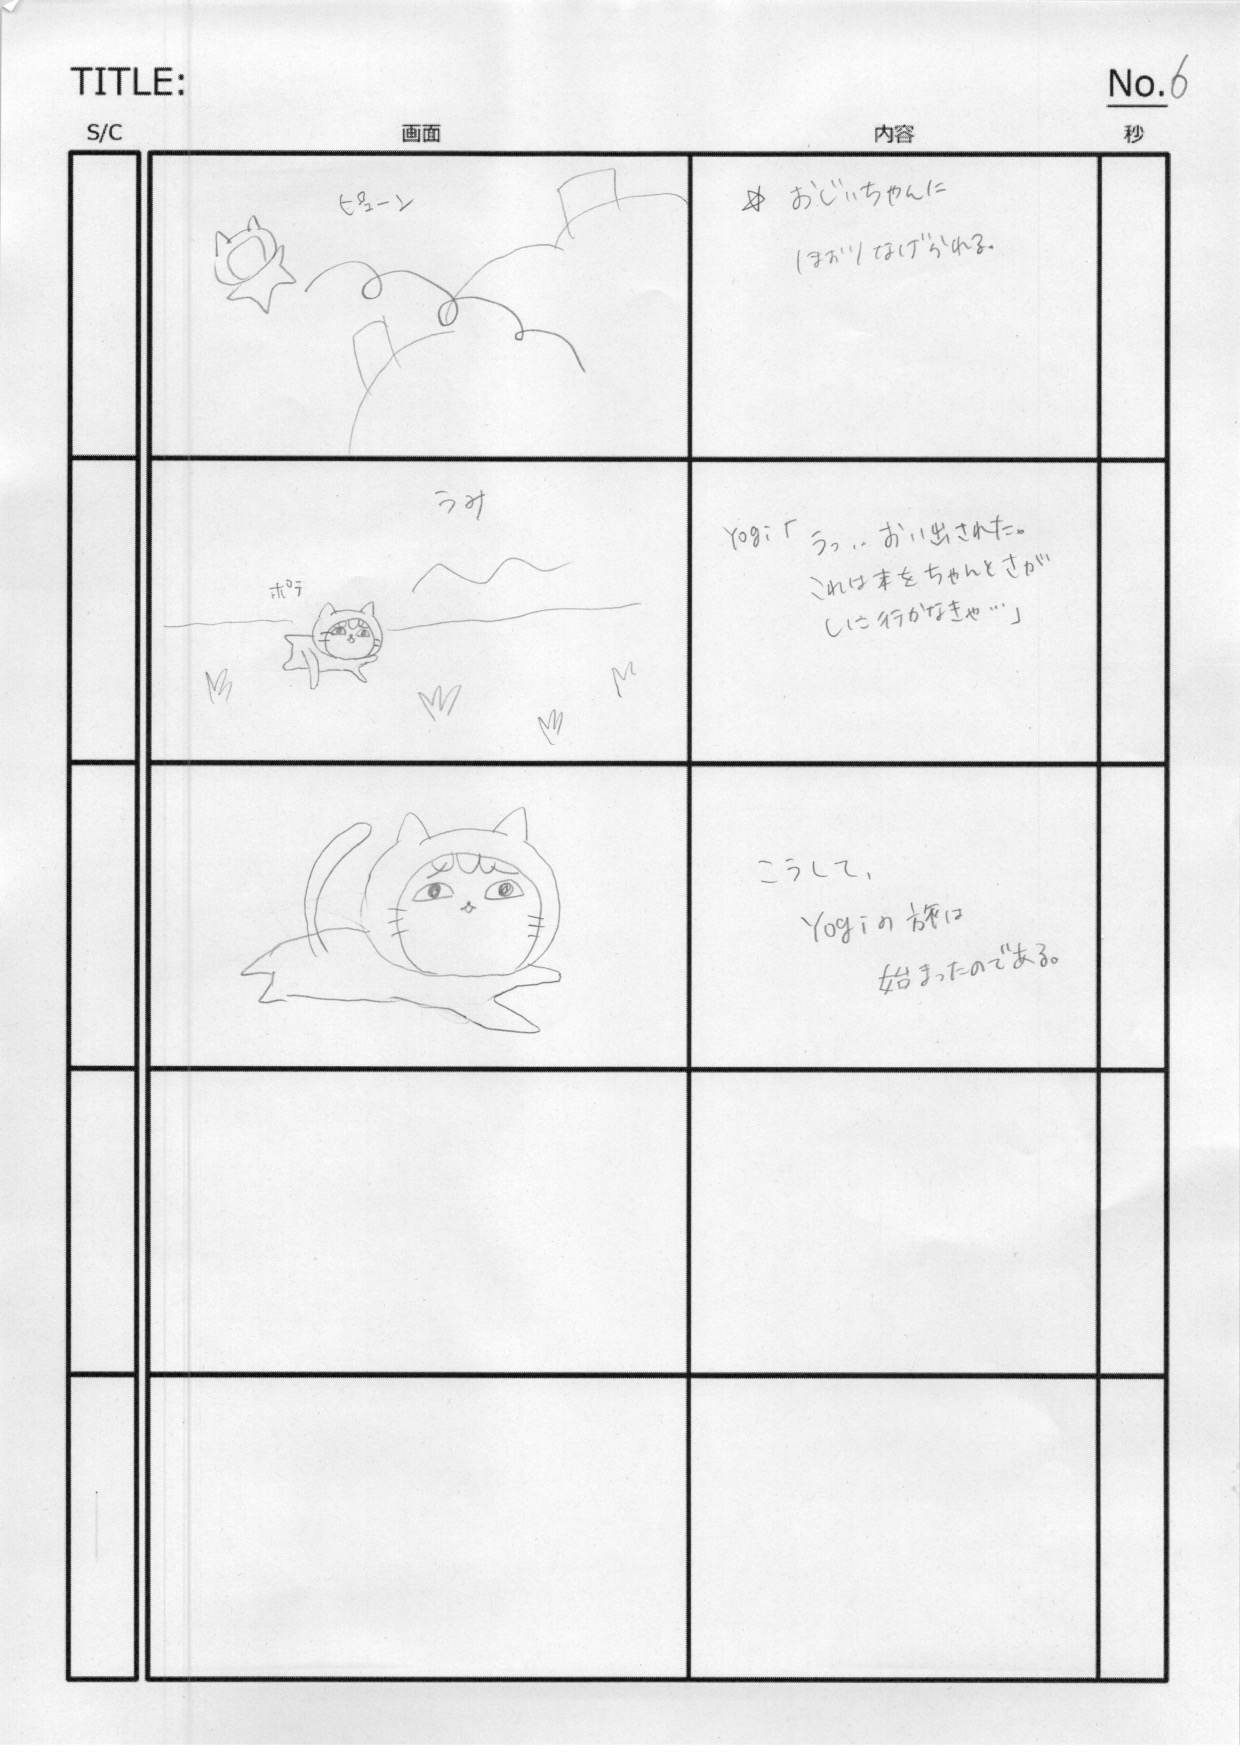 TITLE:
No.6
S/C 画面 内容 秒
ピューン
☆ おじいちゃんに
ほおりなげられる。
うみ
ポテ
Yogi「うっ.. おい出された。
これは本をちゃんとさが
しに行かなきゃ…」
こうして、
Yogiの旅は
始まったのである。